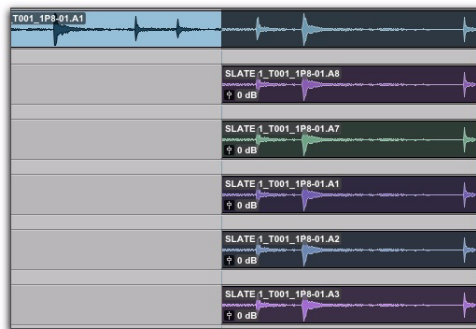 T001_1P8-01.A1
SLATE 1_T001_1P8-01.A8
0 dB
SLATE 1_T001_1P8-01.A7
0 dB
SLATE 1_T001_1P8-01.A1
0 dB
SLATE 1_T001_1P8-01.A2
0 dB
SLATE 1_T001_1P8-01.A3
0 dB